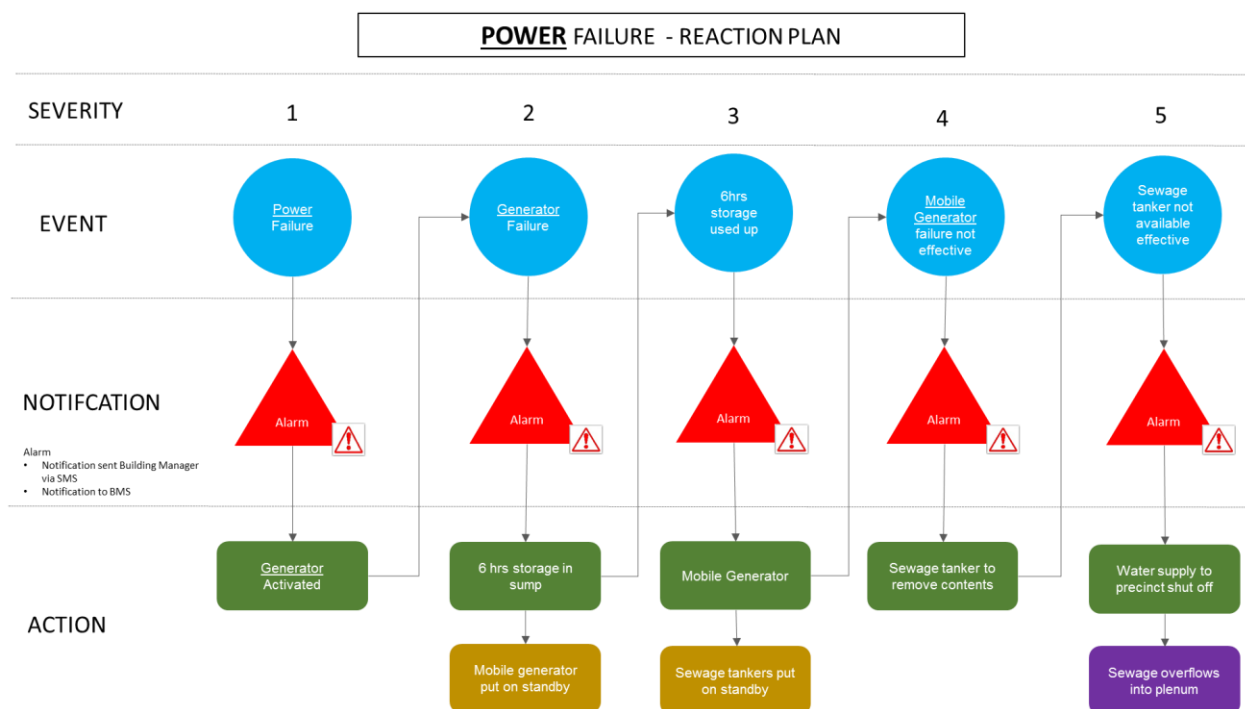 POWER FAILURE - REACTION PLAN
SEVERITY
1
2
3
4
5
EVENT
Power
Failure
Generator
Failure
6hrs
storage
used up
Mobile
Generator
failure not
effective
Sewage
tanker not
available
effective
NOTIFCATION
Alarm
Alarm
Alarm
Alarm
Alarm
Alarm
• Notification sent Building Manager
via SMS
• Notification to BMS
ACTION
Generator
Activated
6 hrs storage in
sump
Mobile Generator
Sewage tanker to
remove contents
Water supply to
precinct shut off
Mobile generator
put on standby
Sewage tankers put
on standby
Sewage overflows
into plenum